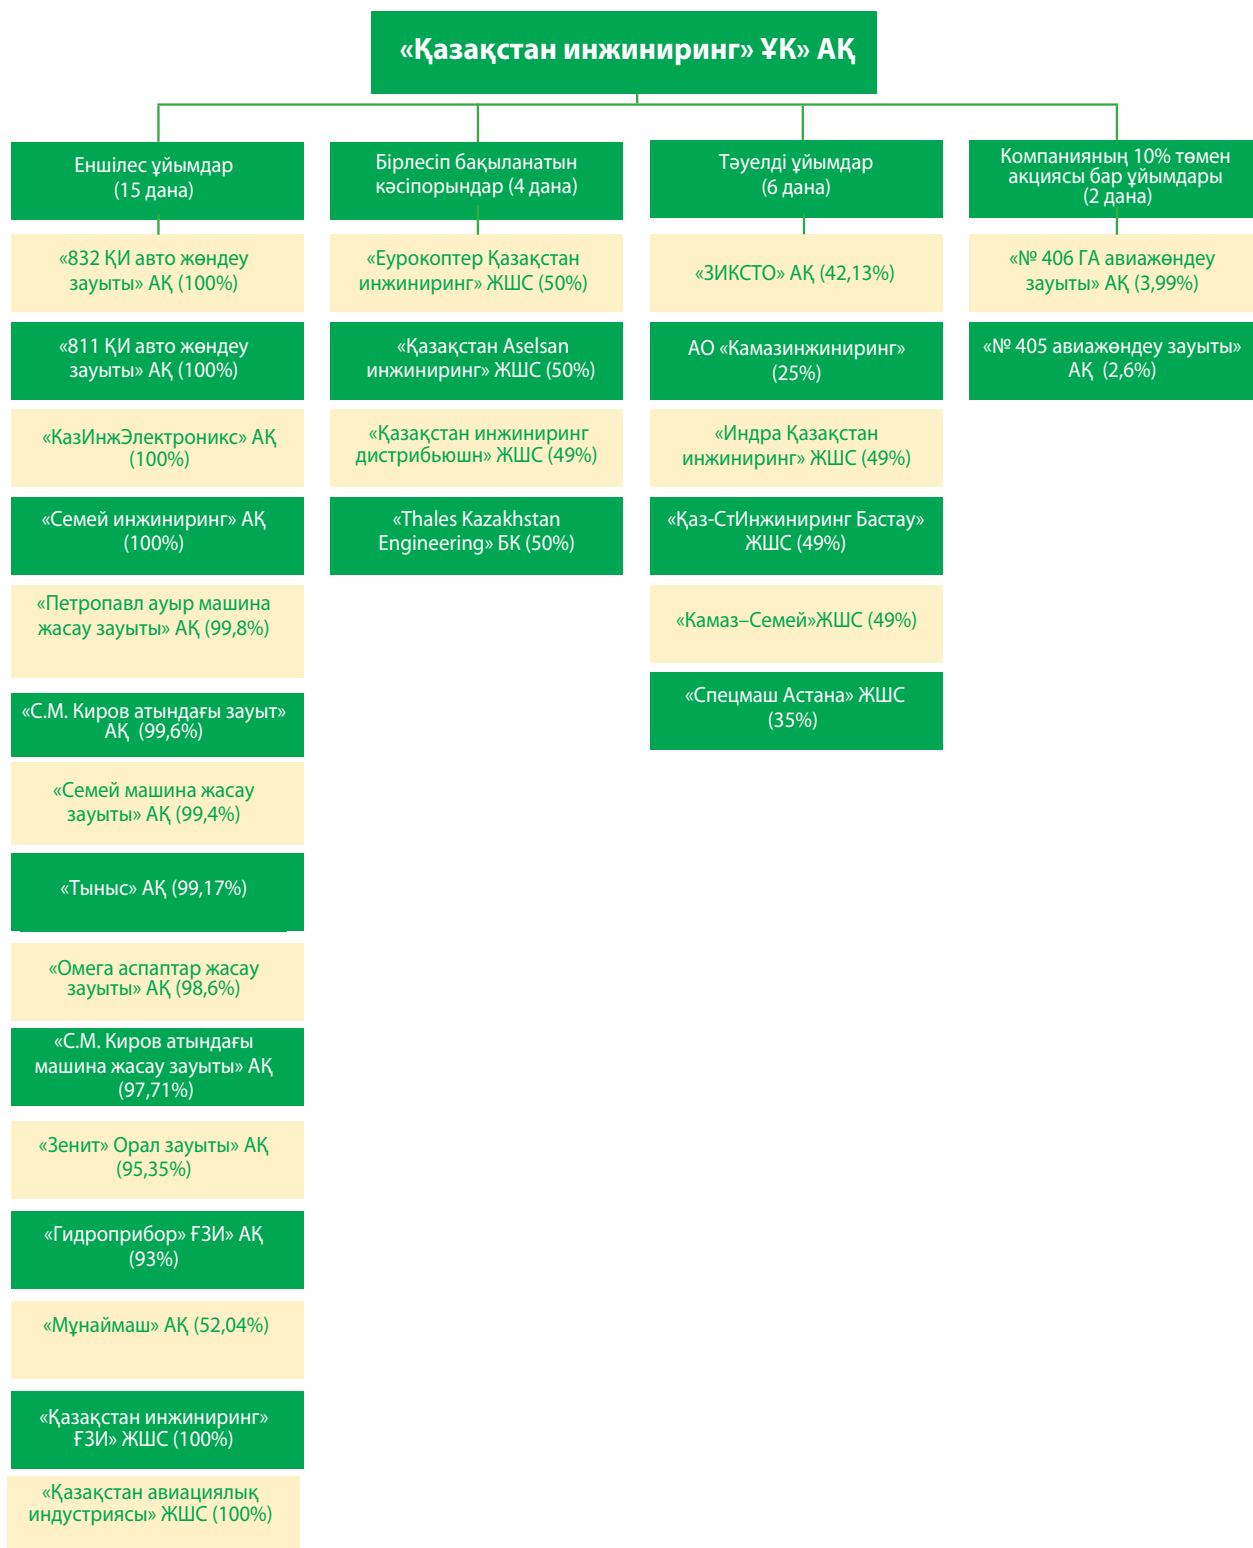 «Қазақстан инжиниринг» ҰК» АҚ
Еншілес ұйымдар
(15 дана)
«832 ҚИ авто жөндеу
зауыты» АҚ (100%)
«811 ҚИ авто жөндеу
зауыты» АҚ (100%)
«КазИнжЭлектроникс» АҚ
(100%)
«Семей инжиниринг» АҚ
(100%)
«Петропавл ауыр машина
жасау зауыты» АҚ (99,8%)
«С.М. Киров атындағы зауыт»
АҚ (99,6%)
«Семей машина жасау
зауыты» АҚ (99,4%)
«Тыныс» АҚ (99,17%)
«Омега аспаптар жасау
зауыты» АҚ (98,6%)
«С.М. Киров атындағы
машина жасау зауыты» АҚ
(97,71%)
«Зенит» Орал зауыты» АҚ
(95,35%)
«Гидроприбор» ҒЗИ» АҚ
(93%)
«Мұнаймаш» АҚ (52,04%)
«Қазақстан инжиниринг»
ҒЗИ» ЖШС (100%)
«Қазақстан авиациялық
индустриясы» ЖШС (100%)
Бірлесіп бақыланатын
кәсіпорындар (4 дана)
«Еурокоптер Қазақстан
инжиниринг» ЖШС (50%)
«Қазақстан Aselsan
инжиниринг» ЖШС (50%)
«Қазақстан инжиниринг
дистрибьюшн» ЖШС (49%)
«Thales Kazakhstan
Engineering» БК (50%)
Тәуелді ұйымдар
(6 дана)
«ЗИКСТО» АҚ (42,13%)
АО «Камазинжиниринг»
(25%)
«Индра Қазақстан
инжиниринг» ЖШС (49%)
«Қаз-СтИнжиниринг Бастау»
ЖШС (49%)
«Камаз–Семей»ЖШС (49%)
«Спецмаш Астана» ЖШС
(35%)
Компанияның 10% төмен
акциясы бар ұйымдары
(2 дана)
«№ 406 ГА авиажөндеу
зауыты» АҚ (3,99%)
«№ 405 авиажөндеу зауыты»
АҚ (2,6%)